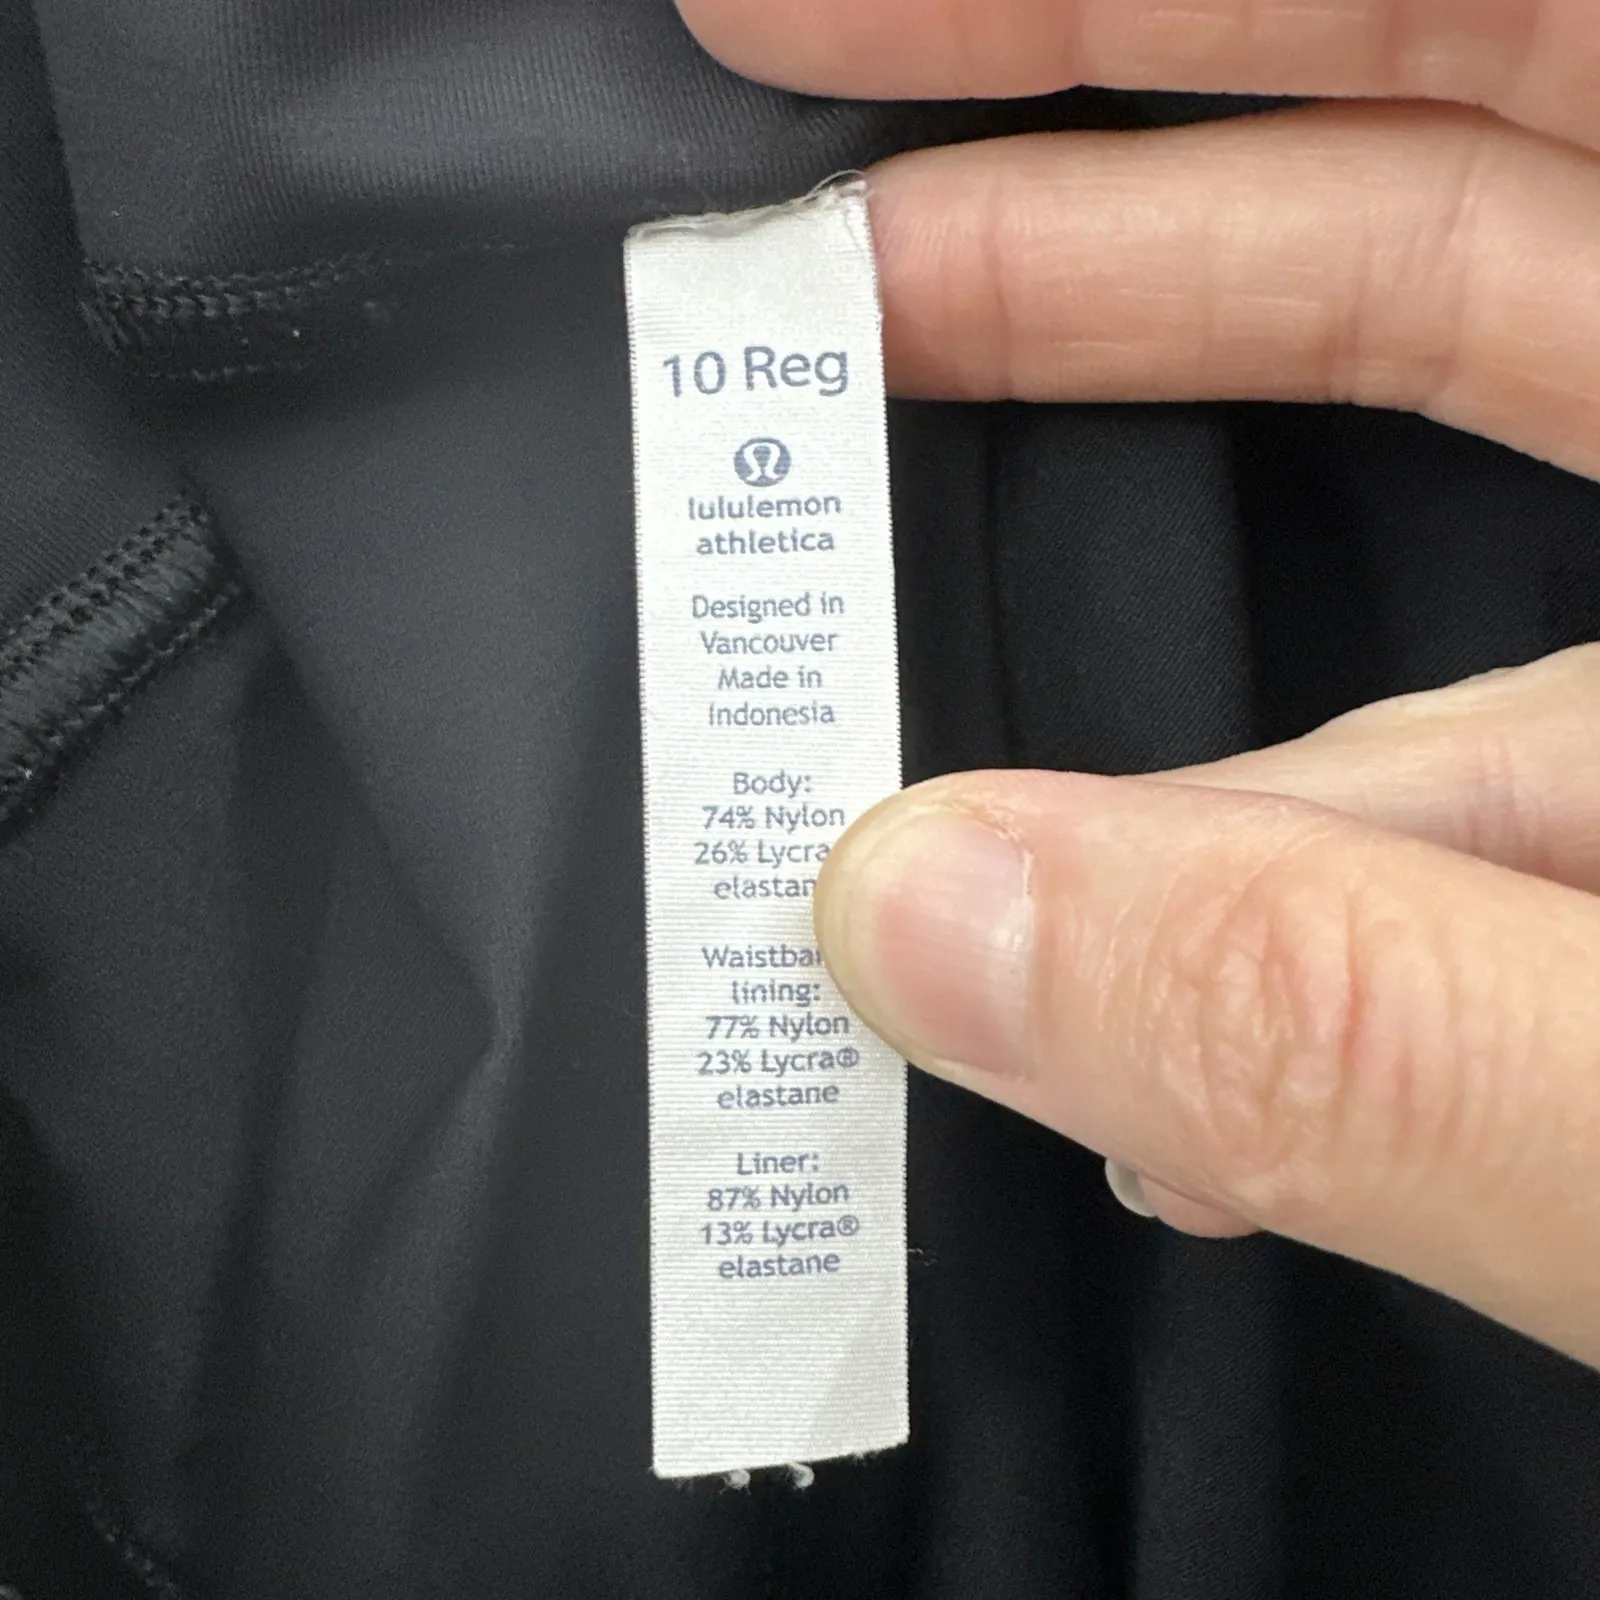 10 Reg
lululemon
athletica
Designed in
Vancouver
Made in
Indonesia
Body:
74% Nylon
26% Lycra
elastan
Waistba
lining:
77% Nylon
23% Lycra®
elastane
Liner:
87% Nylon
13% Lycra®
elastane